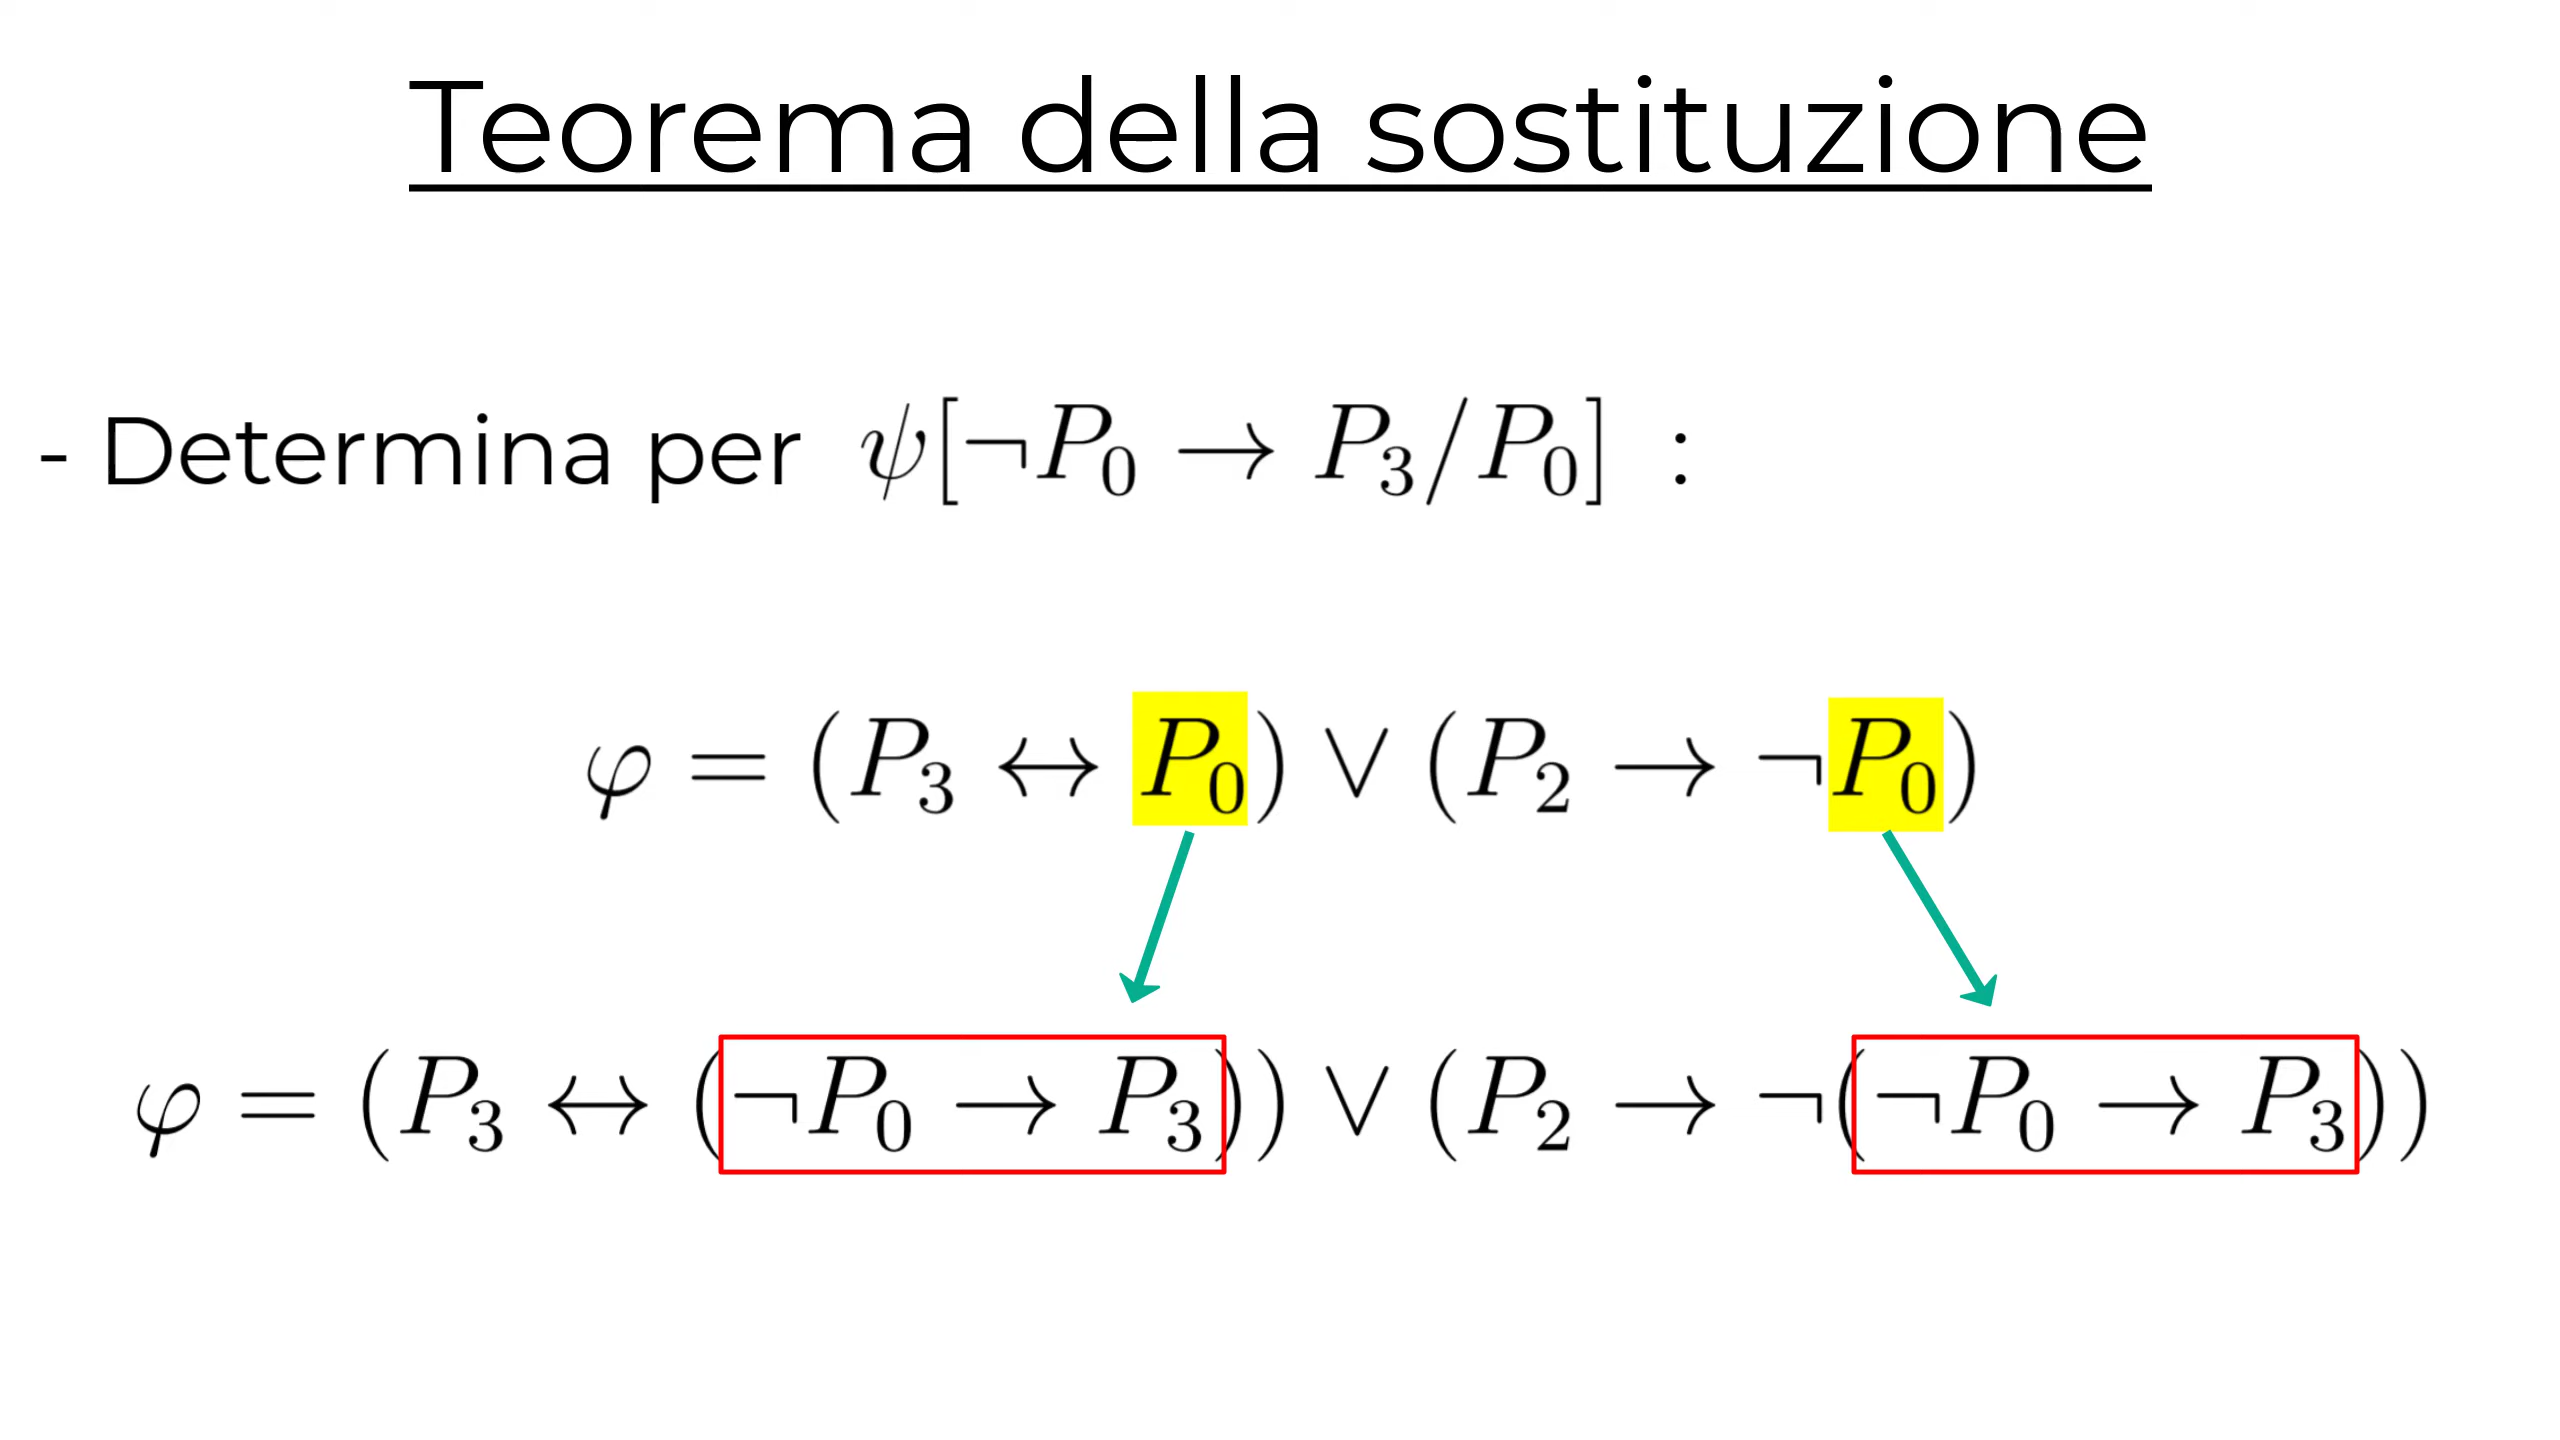 Teorema della sostituzione
- Determina per ψ[¬P₀ → P₃/P₀] :
φ = (P₃ ↔ P₀) ∨ (P₂ → ¬P₀)
φ = (P₃ ↔ (¬P₀ → P₃)) ∨ (P₂ → ¬(¬P₀ → P₃))